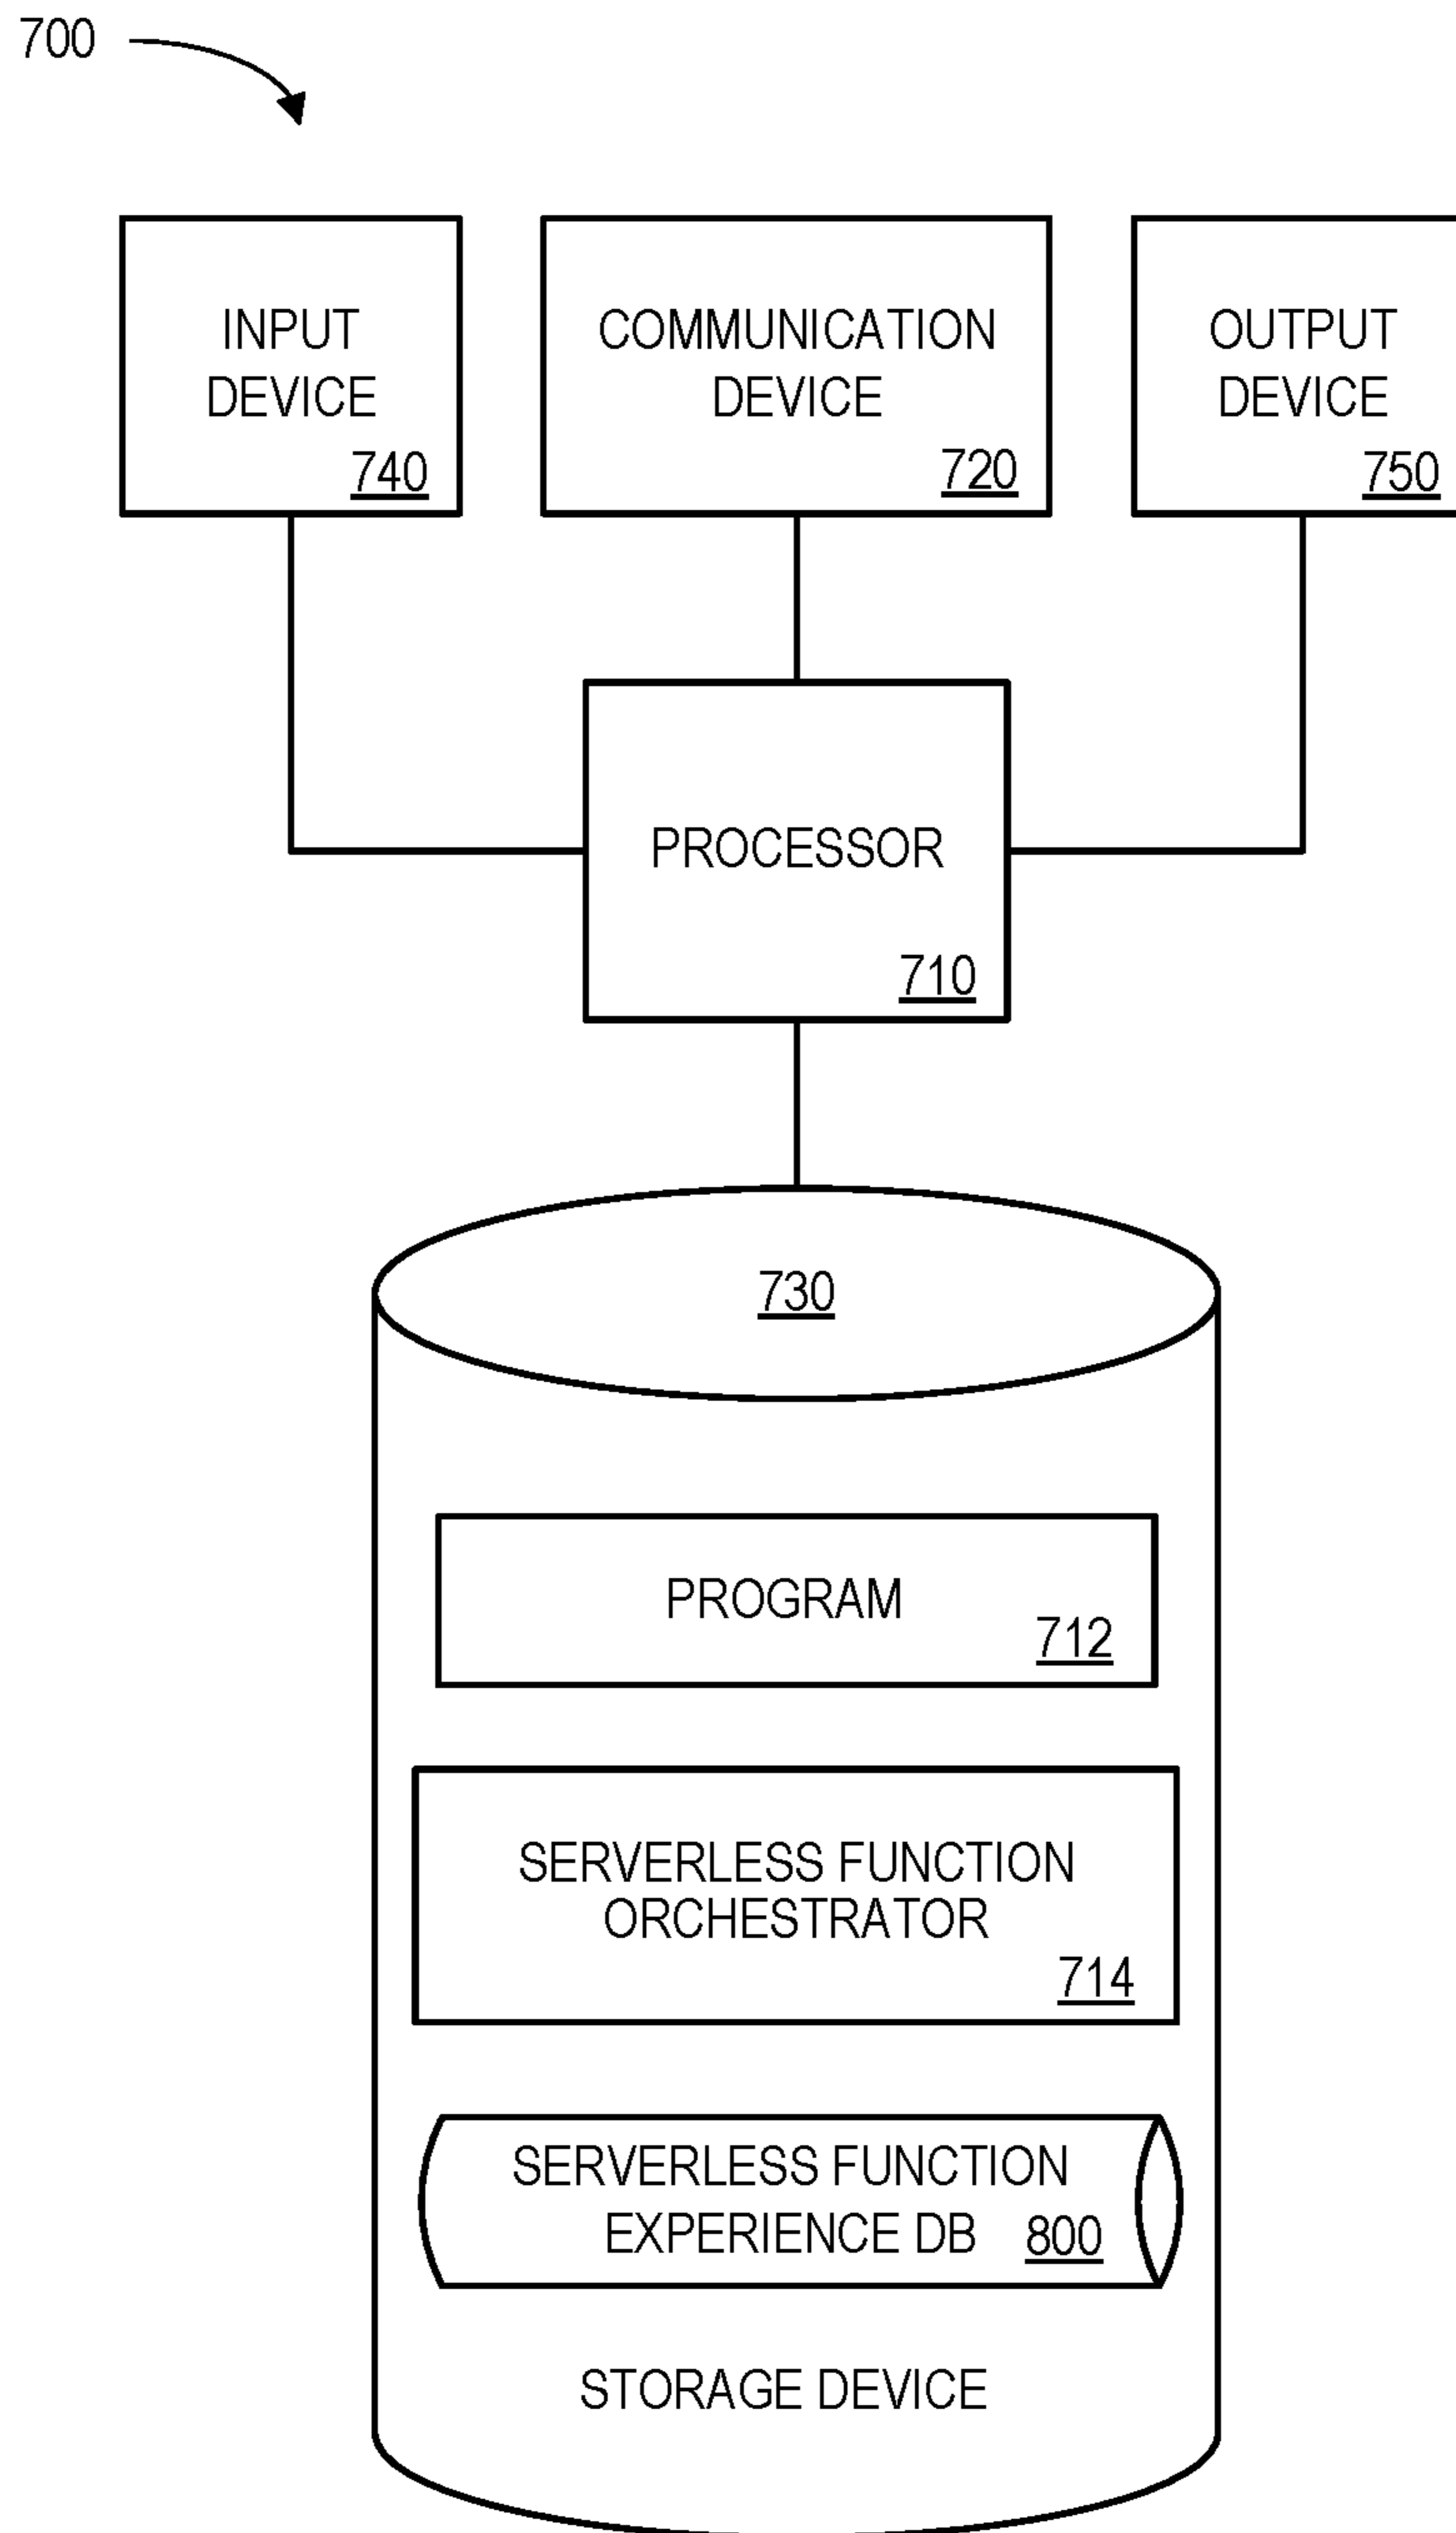 700
INPUT
DEVICE
740
COMMUNICATION
DEVICE
720
OUTPUT
DEVICE
750
PROCESSOR
710
730
PROGRAM
712
SERVERLESS FUNCTION
ORCHESTRATOR
714
SERVERLESS FUNCTION
EXPERIENCE DB 800
STORAGE DEVICE